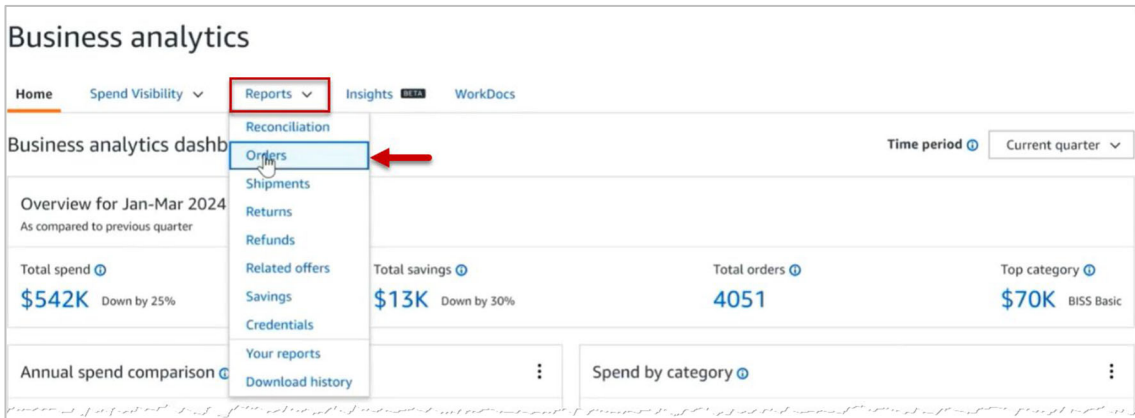 Business analytics
Home Spend Visibility Reports Insights BETA WorkDocs
Reconciliation
Business analytics dashb Time period Current quarter
Orders
Shipments
Overview for Jan-Mar 2024
Returns
As compared to previous quarter
Refunds
Related offers
Total spend Total savings Total orders Top category
Savings
$542K Down by 25% $13K Down by 30% 4051 $70K BISS Basic
Credentials
Your reports
Annual spend comparison Spend by category
Download history